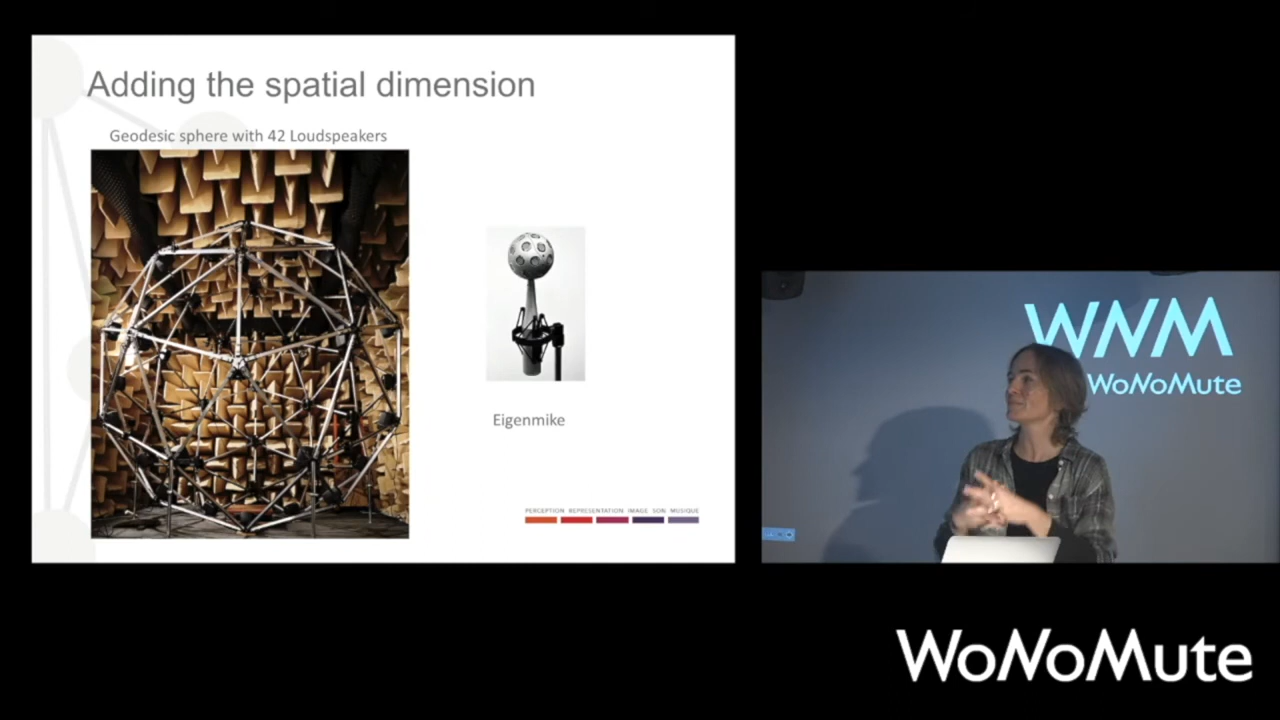 Adding the spatial dimension
Geodesic sphere with 42 Loudspeakers
Eigenmike
PERCEPTION REPRESENTATION IMAGE SON MUSIQUE
WNM
WoNoMute
WoNoMute